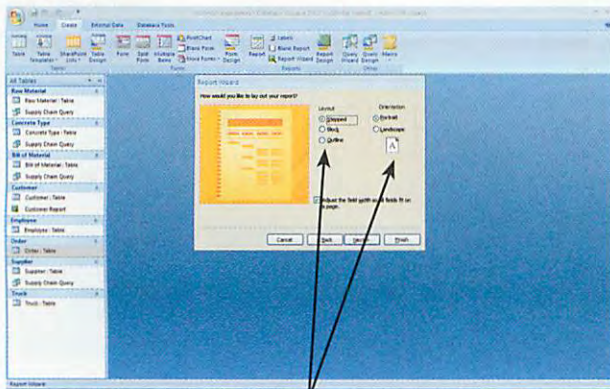 Home Create External Data Database Tools
Table Table Templates SharePoint Lists Table Design Form Split Form Multiple Items PivotChart Blank Form More Forms Form Design Report Labels Blank Report Report Wizard Report Design Query Wizard Query Design Macro
Tables Forms Reports Other
All Tables
Raw Material
Raw Material : Table
Supply Chain Query
Concrete Type
Concrete Type : Table
Supply Chain Query
Bill of Material
Bill of Material : Table
Supply Chain Query
Customer
Customer : Table
Customer Report
Employee
Employee : Table
Order
Order : Table
Supplier
Supplier : Table
Supply Chain Query
Truck
Truck : Table
Report Wizard
How would you like to lay out your report?
Layout Orientation
Stepped Portrait
Block Landscape
Outline
A
Adjust the field width so all fields fit on
a page.
Cancel Back Next Finish
Report Wizard